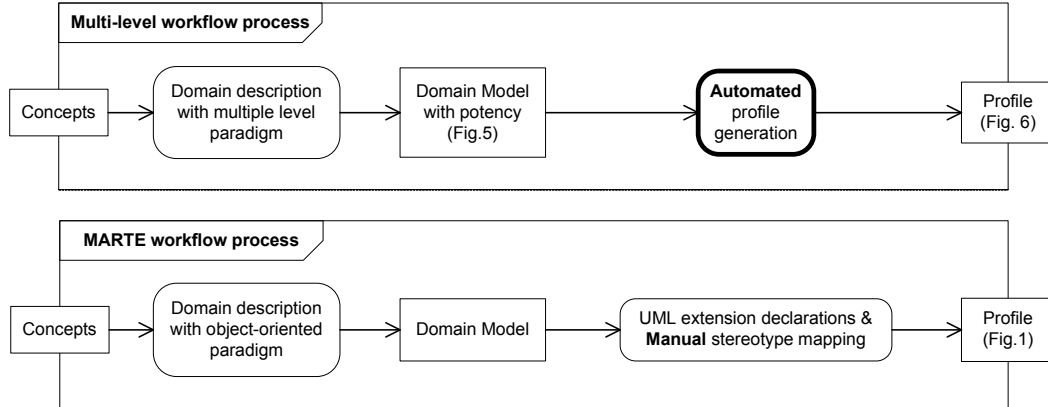 Multi-level workflow process
Concepts
Domain description
with multiple level
paradigm
Domain Model
with potency
(Fig.5)
Automated
profile
generation
Profile
(Fig. 6)
MARTE workflow process
Concepts
Domain description
with object-oriented
paradigm
Domain Model
UML extension declarations &
Manual stereotype mapping
Profile
(Fig.1)